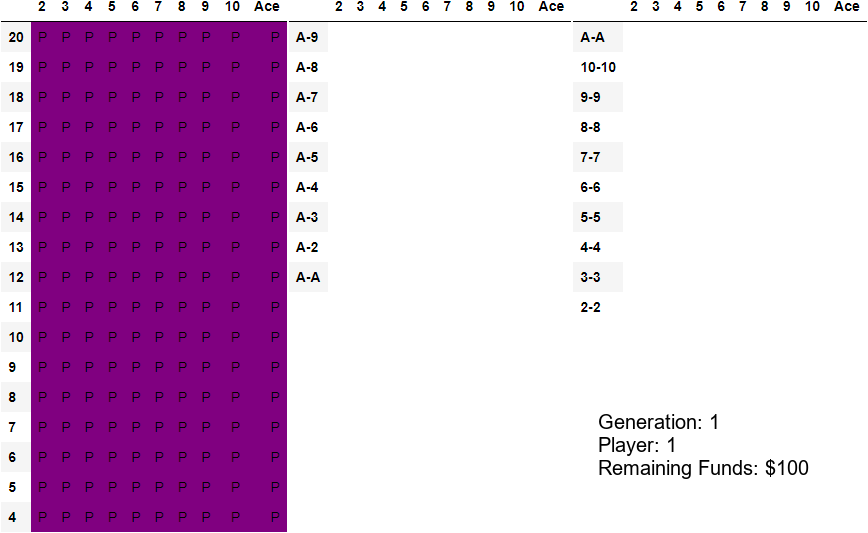 2 3 4 5 6 7 8 9 10 Ace 2 3 4 5 6 7 8 9 10 Ace 2 3 4 5 6 7 8 9 10 Ace
20 P P P P P P P P P P A-9 A-A
19 P P P P P P P P P P A-8 10-10
18 P P P P P P P P P P A-7 9-9
17 P P P P P P P P P P A-6 8-8
16 P P P P P P P P P P A-5 7-7
15 P P P P P P P P P P A-4 6-6
14 P P P P P P P P P P A-3 5-5
13 P P P P P P P P P P A-2 4-4
12 P P P P P P P P P P A-A 3-3
11 P P P P P P P P P P 2-2
10 P P P P P P P P P P
9 P P P P P P P P P P
8 P P P P P P P P P P
7 P P P P P P P P P P
6 P P P P P P P P P P
5 P P P P P P P P P P
4 P P P P P P P P P P
Generation: 1
Player: 1
Remaining Funds: $100